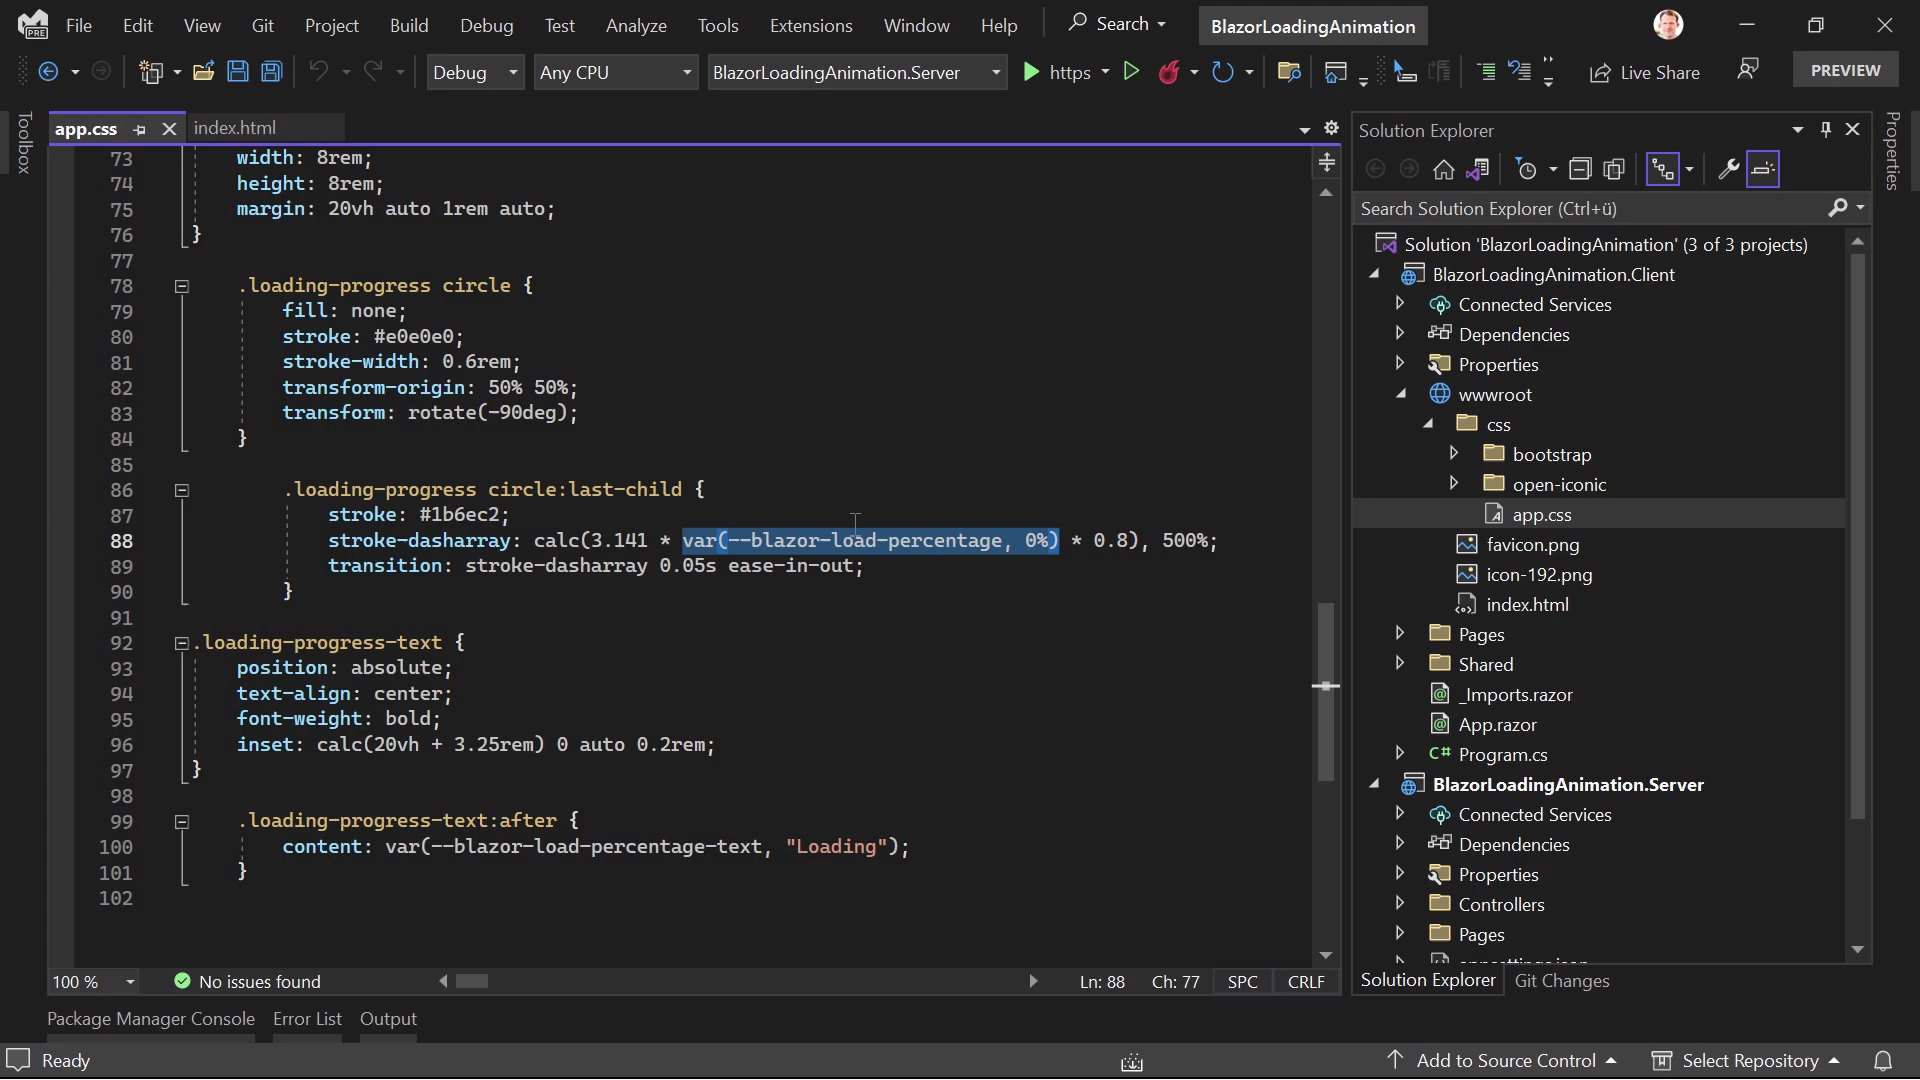 PRE
File Edit View Git Project Build Debug Test Analyze Tools Extensions Window Help Search BlazorLoadingAnimation
Debug Any CPU BlazorLoadingAnimation.Server https Live Share PREVIEW
Toolbox
app.css index.html
73 width: 8rem;
74 height: 8rem;
75 margin: 20vh auto 1rem auto;
76 }
77
78 .loading-progress circle {
79 fill: none;
80 stroke: #e0e0e0;
81 stroke-width: 0.6rem;
82 transform-origin: 50% 50%;
83 transform: rotate(-90deg);
84 }
85
86 .loading-progress circle:last-child {
87 stroke: #1b6ec2;
88 stroke-dasharray: calc(3.141 * var(--blazor-load-percentage, 0%) * 0.8), 500%;
89 transition: stroke-dasharray 0.05s ease-in-out;
90 }
91
92 .loading-progress-text {
93 position: absolute;
94 text-align: center;
95 font-weight: bold;
96 inset: calc(20vh + 3.25rem) 0 auto 0.2rem;
97 }
98
99 .loading-progress-text:after {
100 content: var(--blazor-load-percentage-text, "Loading");
101 }
102
100 % No issues found Ln: 88 Ch: 77 SPC CRLF
Solution Explorer
Search Solution Explorer (Ctrl+ü)
Solution 'BlazorLoadingAnimation' (3 of 3 projects)
BlazorLoadingAnimation.Client
Connected Services
Dependencies
Properties
wwwroot
css
bootstrap
open-iconic
app.css
favicon.png
icon-192.png
index.html
Pages
Shared
_Imports.razor
App.razor
C# Program.cs
BlazorLoadingAnimation.Server
Connected Services
Dependencies
Properties
Controllers
Pages
Solution Explorer Git Changes
Properties
Package Manager Console Error List Output
Ready Add to Source Control Select Repository